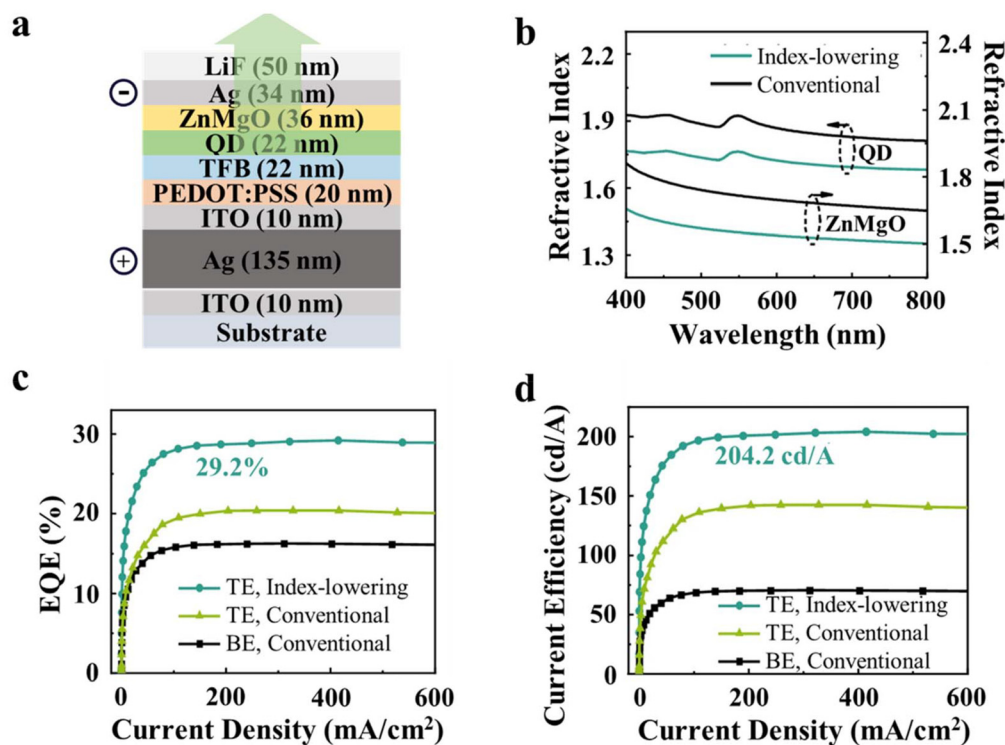 a
LiF (50 nm)
Ag (34 nm)
ZnMgO (36 nm)
QD (22 nm)
TFB (22 nm)
PEDOT:PSS (20 nm)
ITO (10 nm)
Ag (135 nm)
ITO (10 nm)
Substrate
−
+
b
Refractive Index
2.2
1.9
1.6
1.3
Index-lowering
Conventional
QD
ZnMgO
2.4
2.1
1.8
1.5
Refractive Index
400 500 600 700 800
Wavelength (nm)
c
EQE (%)
30
20
10
0
29.2%
TE, Index-lowering
TE, Conventional
BE, Conventional
0 200 400 600
Current Density (mA/cm²)
d
Current Efficiency (cd/A)
200
150
100
50
0
204.2 cd/A
TE, Index-lowering
TE, Conventional
BE, Conventional
0 200 400 600
Current Density (mA/cm²)